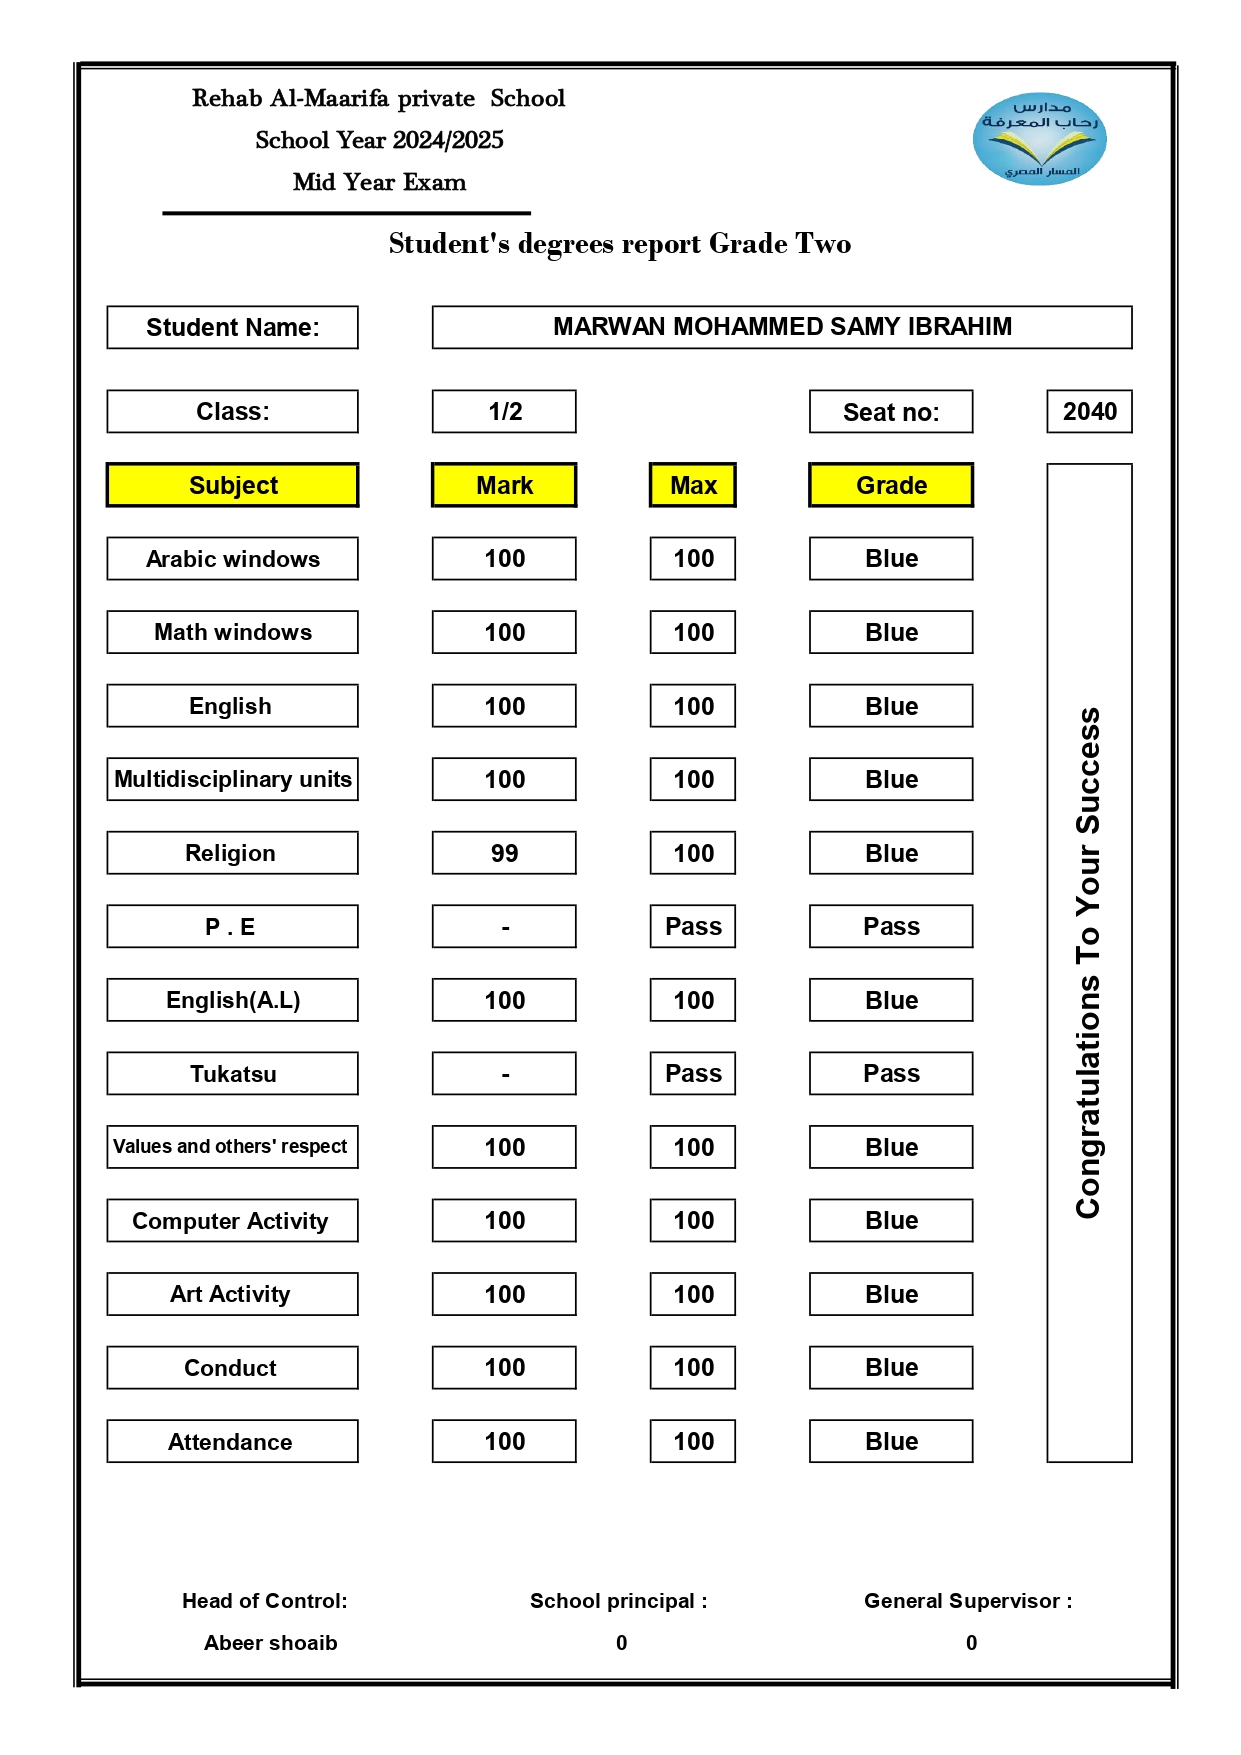 Rehab Al-Maarifa private School
School Year 2024/2025
Mid Year Exam
مدارس
رحاب المعرفة
المسار المصري
Student's degrees report Grade Two
Student Name: MARWAN MOHAMMED SAMY IBRAHIM
Class: 1/2 Seat no: 2040
Subject Mark Max Grade
Arabic windows 100 100 Blue
Math windows 100 100 Blue
English 100 100 Blue
Multidisciplinary units 100 100 Blue
Religion 99 100 Blue
P . E - Pass Pass
English(A.L) 100 100 Blue
Tukatsu - Pass Pass
Values and others' respect 100 100 Blue
Computer Activity 100 100 Blue
Art Activity 100 100 Blue
Conduct 100 100 Blue
Attendance 100 100 Blue
Congratulations To Your Success
Head of Control: School principal : General Supervisor :
Abeer shoaib 0 0